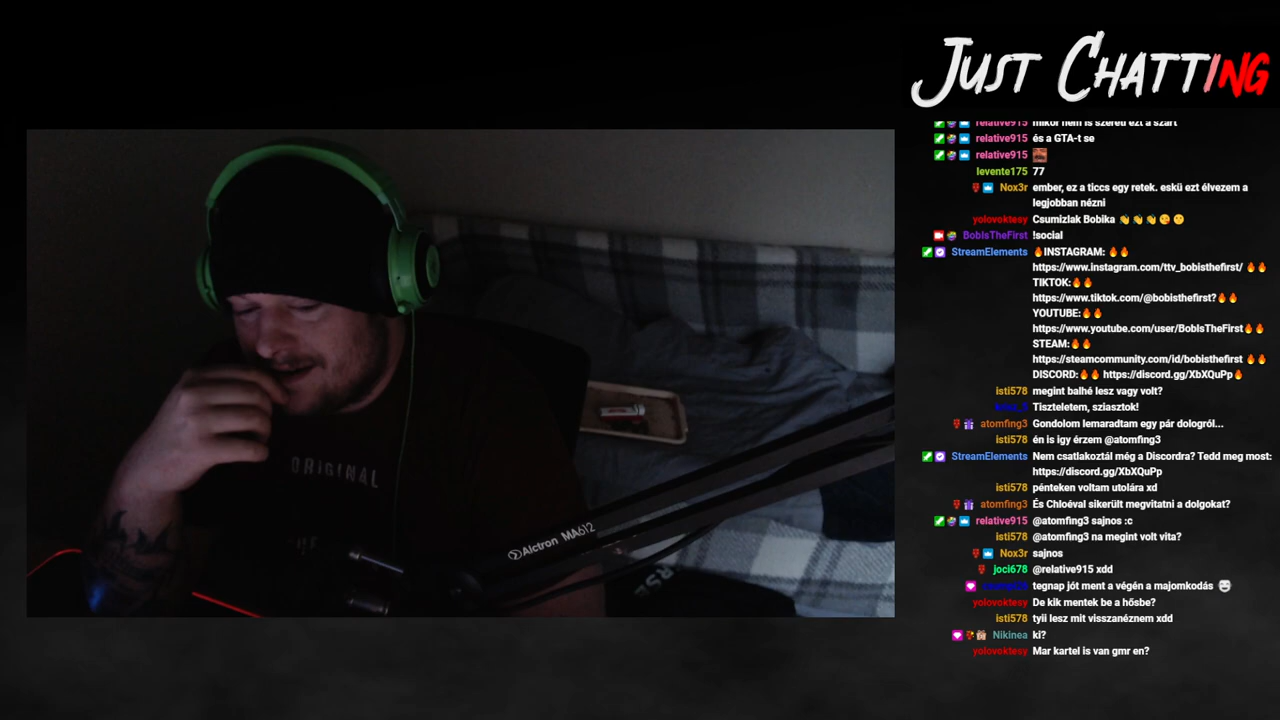 JUST CHATTING
relative915 mikor nem is szereti ezt a szart
relative915 és a GTA-t se
relative915
levente175 77
Nox3r ember, ez a ticcs egy retek. eskü ezt élvezem a
legjobban nézni
yolovoktesy Csumizlak Bobika 👏👏👏😘😗
BobIsTheFirst !social
StreamElements 🔥INSTAGRAM: 🔥🔥
https://www.instagram.com/ttv_bobisthefirst/ 🔥🔥
TIKTOK:🔥🔥
https://www.tiktok.com/@bobisthefirst?🔥🔥
YOUTUBE:🔥🔥
https://www.youtube.com/user/BobIsTheFirst🔥🔥
STEAM:🔥🔥
https://steamcommunity.com/id/bobisthefirst 🔥🔥
DISCORD:🔥🔥 https://discord.gg/XbXQuPp🔥
isti578 megint balhé lesz vagy volt?
Tiszteletem, sziasztok!
atomfing3 Gondolom lemaradtam egy pár dologról...
isti578 én is igy érzem @atomfing3
StreamElements Nem csatlakoztál még a Discordra? Tedd meg most:
https://discord.gg/XbXQuPp
isti578 pénteken voltam utolára xd
atomfing3 És Chloéval sikerült megvitatni a dolgokat?
relative915 @atomfing3 sajnos :c
isti578 @atomfing3 na megint volt vita?
Nox3r sajnos
joci678 @relative915 xdd
tegnap jót ment a végén a majomkodás
yolovoktesy De kik mentek be a hősbe?
isti578 tyii lesz mit visszanéznem xdd
Nikinea ki?
yolovoktesy Mar kartel is van gmr en?
ORIGINAL
Alctron MA612